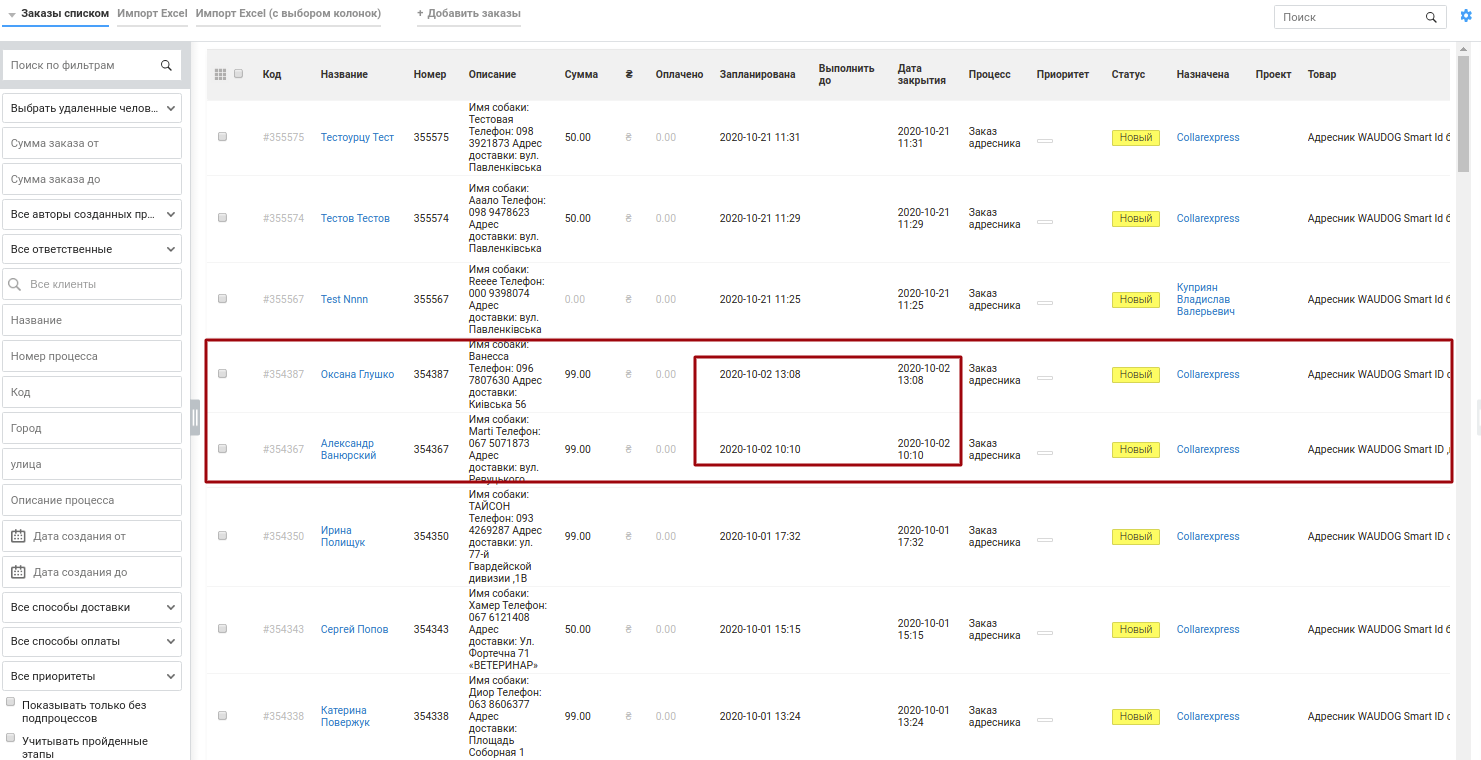 Заказы списком
Импорт Excel
Импорт Excel (с выбором колонок)
+ Добавить заказы
Поиск
Поиск по фильтрам
Выбрать удаленные челов...
Сумма заказа от
Сумма заказа до
Все авторы созданных пр...
Все ответственные
Все клиенты
Название
Номер процесса
Код
Город
улица
Описание процесса
Дата создания от
Дата создания до
Все способы доставки
Все способы оплаты
Все приоритеты
Показывать только без
подпроцессов
Учитывать пройденные
этапы
Код Название Номер Описание Сумма ₴ Оплачено Запланирована Выполнить до Дата закрытия Процесс Приоритет Статус Назначена Проект Товар
#355575 Тестоурцу Тест 355575
Имя собаки:
Тестовая
Телефон: 098
3921873 Адрес
доставки: вул.
Павленківська
50.00 ₴ 0.00 2020-10-21 11:31
2020-10-21
11:31
Заказ
адресника
Новый
Collarexpress
Адресник WAUDOG Smart Id б
#355574 Тестов Тестов 355574
Имя собаки:
Ааало Телефон:
098 9478623
Адрес
доставки: вул.
Павленківська
50.00 ₴ 0.00 2020-10-21 11:29
2020-10-21
11:29
Заказ
адресника
Новый
Collarexpress
Адресник WAUDOG Smart Id б
#355567 Test Nnnn 355567
Имя собаки:
Reeee Телефон:
000 9398074
Адрес
доставки: вул.
Павленківська
0.00 ₴ 0.00 2020-10-21 11:25
2020-10-21
11:25
Заказ
адресника
Новый
Куприян
Владислав
Валерьевич
Адресник WAUDOG Smart Id б
#354387 Оксана Глушко 354387
Имя собаки:
Ванесса
Телефон: 096
7807630 Адрес
доставки:
Київська 56
99.00 ₴ 0.00 2020-10-02 13:08
2020-10-02
13:08
Заказ
адресника
Новый
Collarexpress
Адресник WAUDOG Smart ID с
#354367
Александр
Ванюрский
354367
Имя собаки:
Marti Телефон:
067 5071873
Адрес
доставки: вул.
Ревуцького
99.00 ₴ 0.00 2020-10-02 10:10
2020-10-02
10:10
Заказ
адресника
Новый
Collarexpress
Адресник WAUDOG Smart ID
#354350
Ирина
Полищук
354350
Имя собаки:
ТАЙСОН
Телефон: 093
4269287 Адрес
доставки: ул.
77-й
Гвардейской
дивизии ,1В
99.00 ₴ 0.00 2020-10-01 17:32
2020-10-01
17:32
Заказ
адресника
Новый
Collarexpress
Адресник WAUDOG Smart ID с
#354343 Сергей Попов 354343
Имя собаки:
Хамер Телефон:
067 6121408
Адрес
доставки: Ул.
Фортечна 71
«ВЕТЕРИНАР»
50.00 ₴ 0.00 2020-10-01 15:15
2020-10-01
15:15
Заказ
адресника
Новый
Collarexpress
Адресник WAUDOG Smart Id б
#354338
Катерина
Повержук
354338
Имя собаки:
Диор Телефон:
063 8606377
Адрес
доставки:
Площадь
Соборная 1
99.00 ₴ 0.00 2020-10-01 13:24
2020-10-01
13:24
Заказ
адресника
Новый
Collarexpress
Адресник WAUDOG Smart ID с